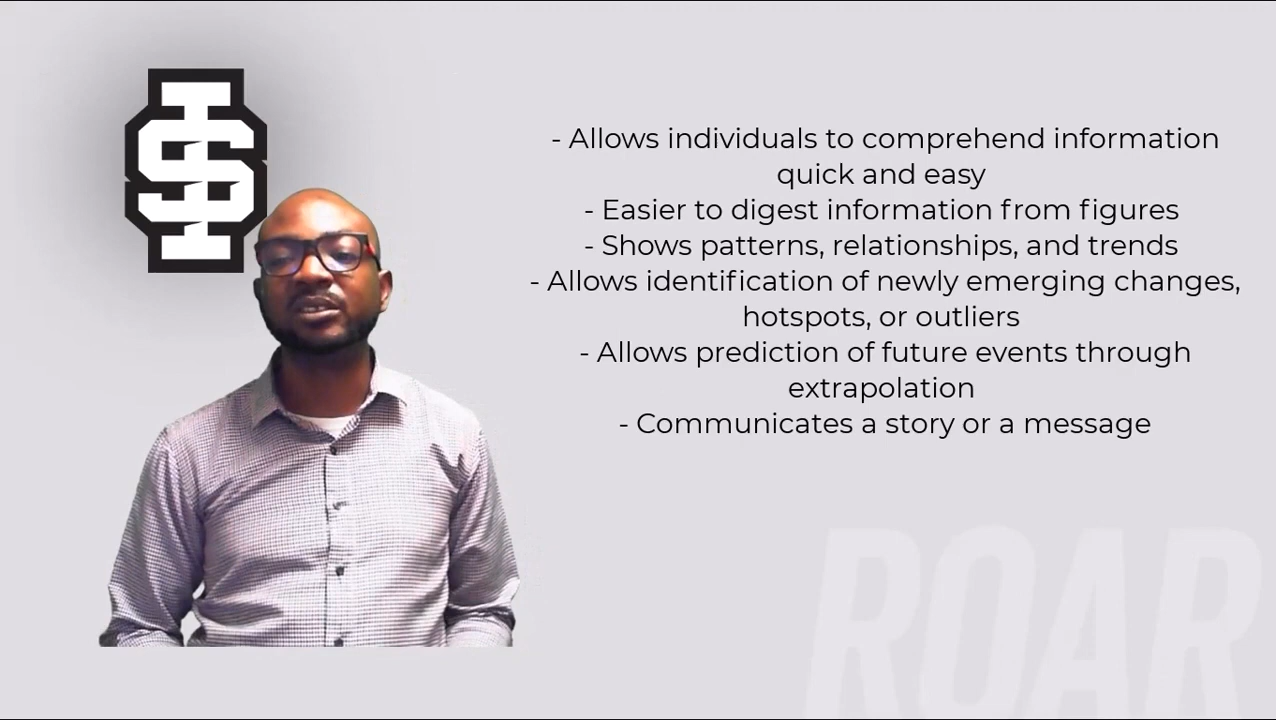 IS
- Allows individuals to comprehend information
quick and easy
- Easier to digest information from figures
- Shows patterns, relationships, and trends
- Allows identification of newly emerging changes,
hotspots, or outliers
- Allows prediction of future events through
extrapolation
- Communicates a story or a message
ROAR